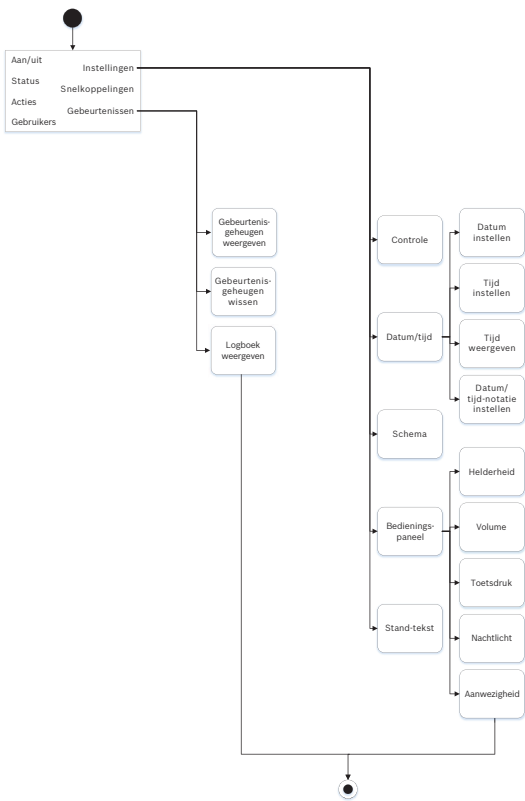 Aan/uit
Instellingen
Status
Snelkoppelingen
Acties
Gebeurtenissen
Gebruikers
Gebeurtenis-
geheugen
weergeven
Gebeurtenis-
geheugen
wissen
Logboek
weergeven
Controle
Datum/tijd
Schema
Bedienings-
paneel
Stand-tekst
Datum
instellen
Tijd
instellen
Tijd
weergeven
Datum/
tijd-notatie
instellen
Helderheid
Volume
Toetsdruk
Nachtlicht
Aanwezigheid